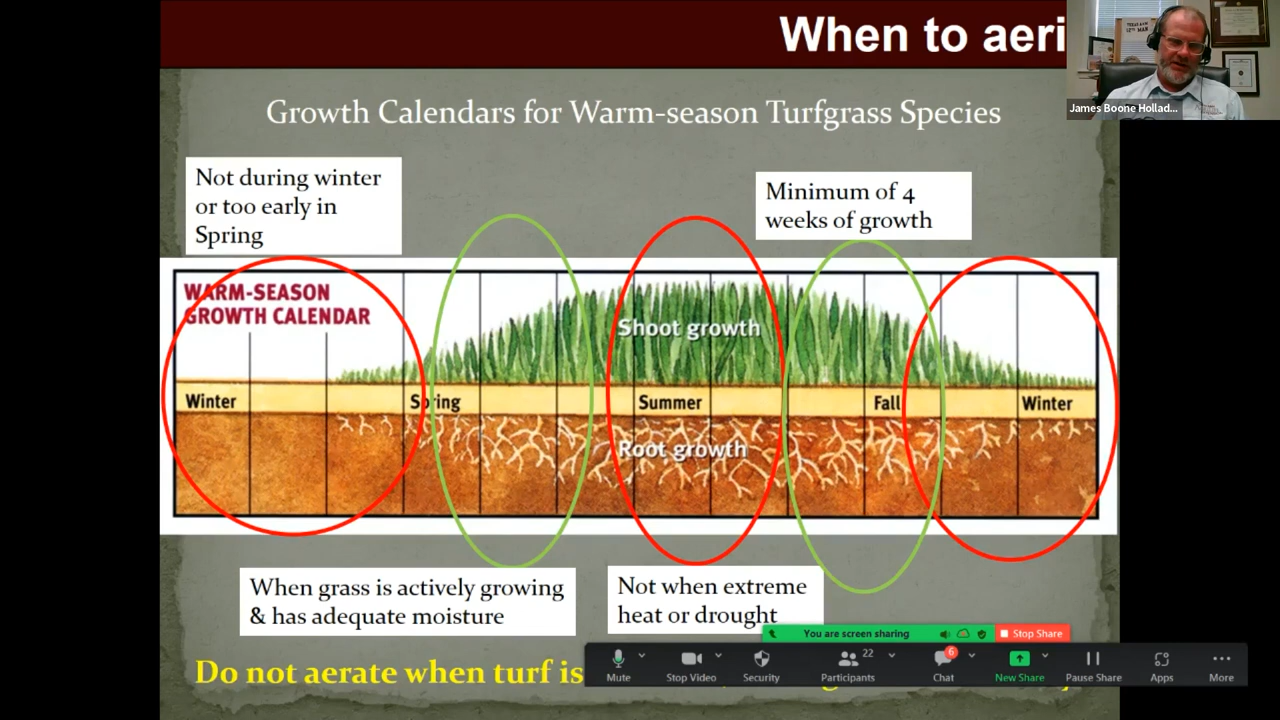 When to aeri
TEXAS A&M
12TH MAN
James Boone Hollad...
Growth Calendars for Warm-season Turfgrass Species
Not during winter
or too early in
Spring
Minimum of 4
weeks of growth
WARM-SEASON
GROWTH CALENDAR
Shoot growth
Winter
Spring
Summer
Fall
Winter
Root growth
When grass is actively growing
& has adequate moisture
Not when extreme
heat or drought
You are screen sharing
Stop Share
Do not aerate when turf is
6
22
Mute
Stop Video
Security
Participants
Chat
New Share
Pause Share
Apps
More